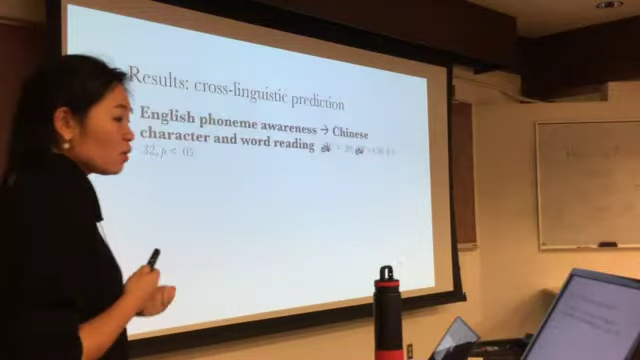 Results: cross-linguistic prediction
English phoneme awareness → Chinese
character and word reading
32, p < .05